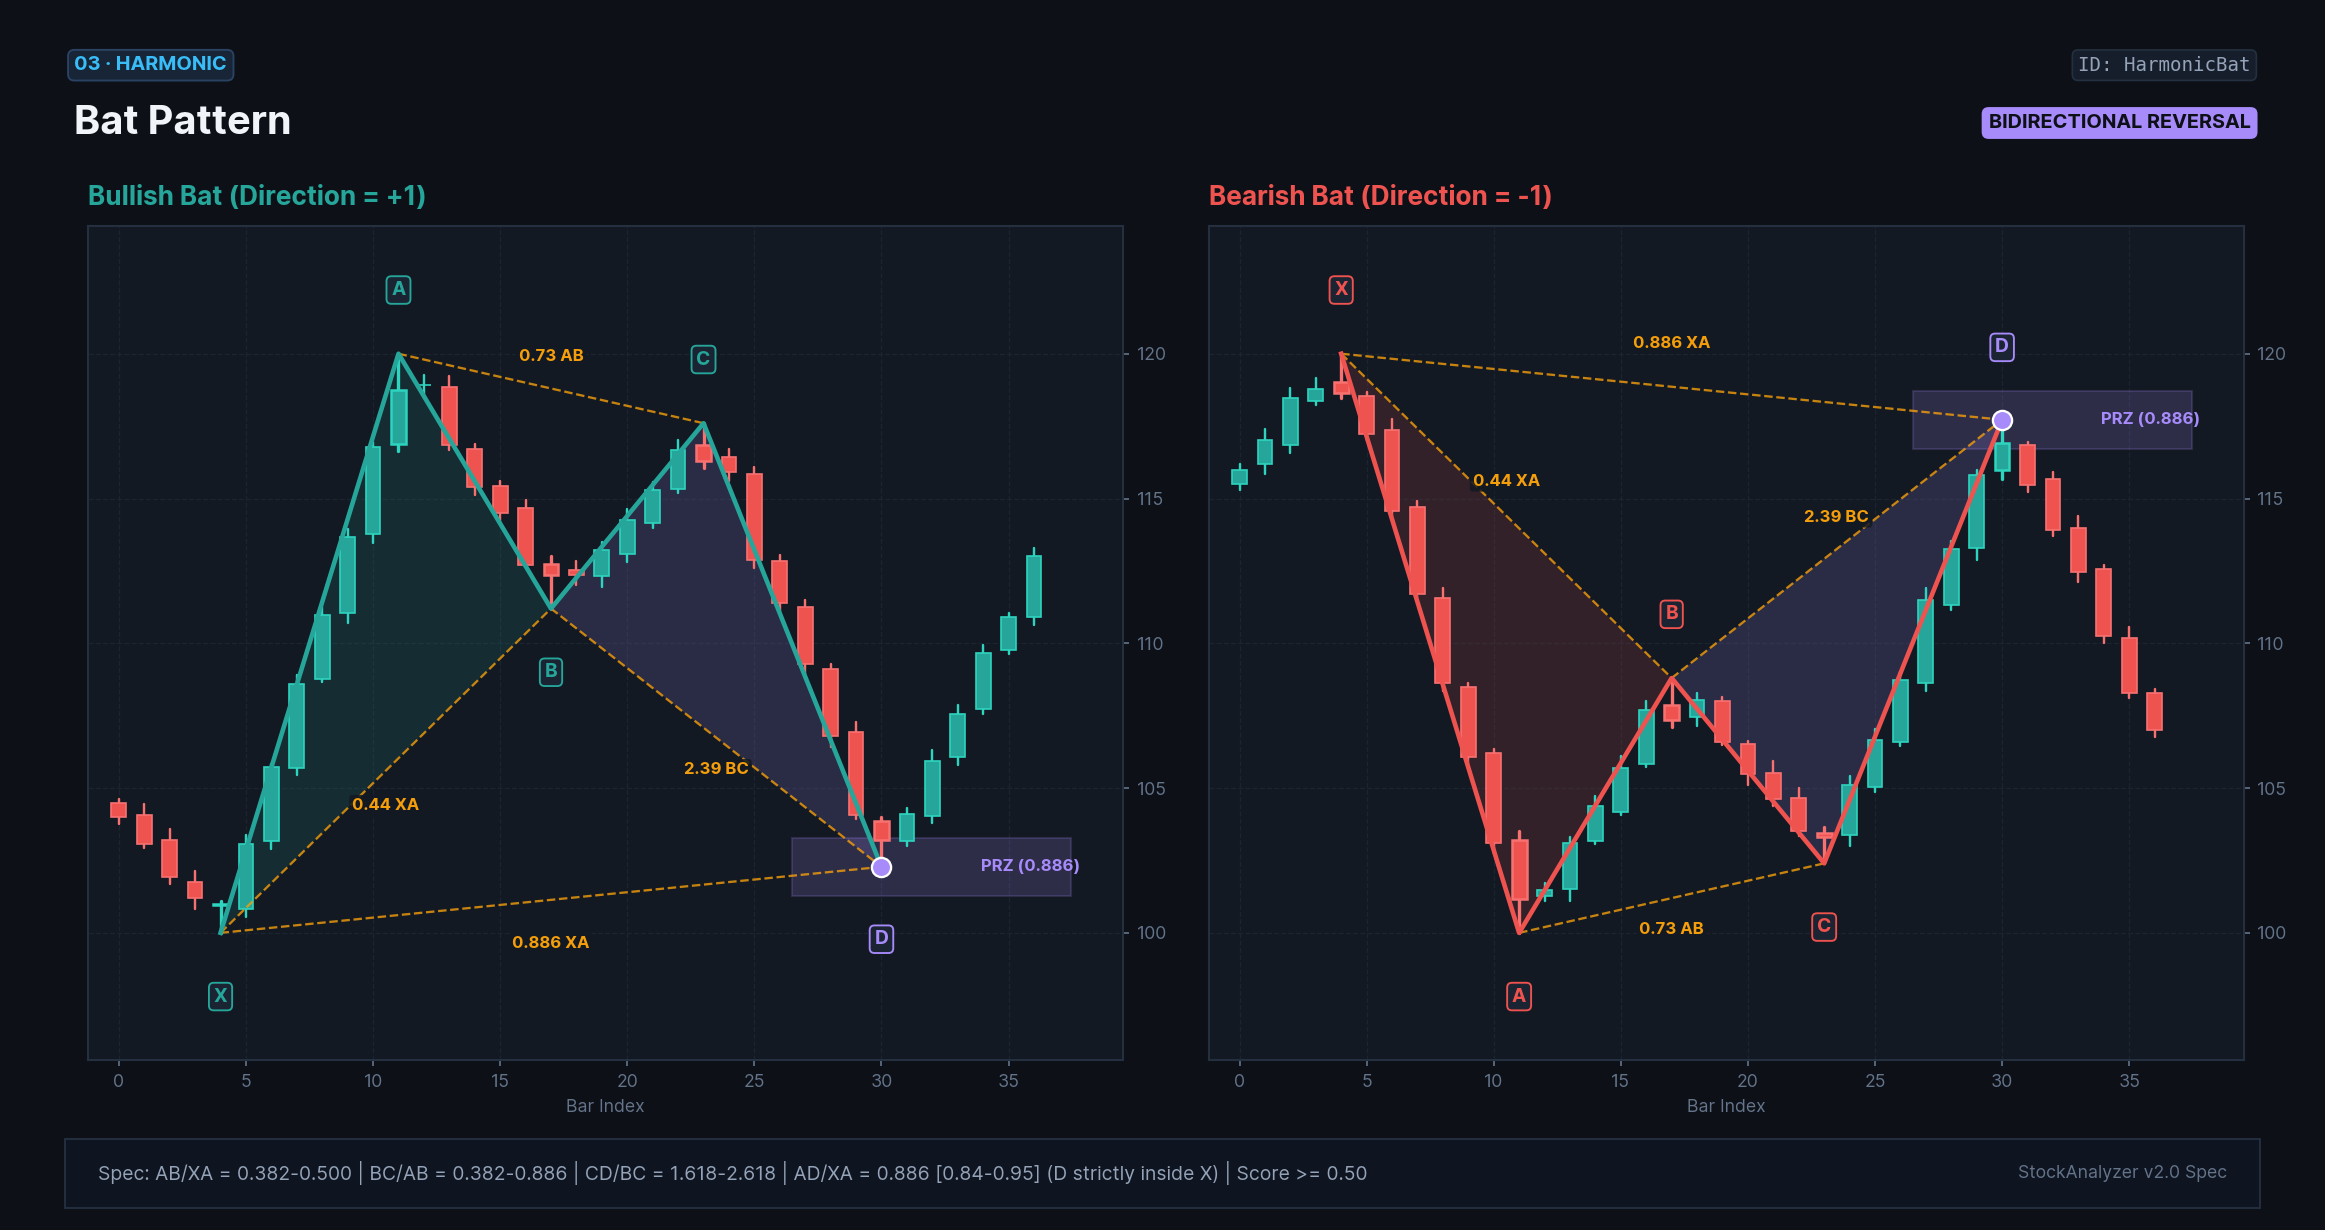 03 · HARMONIC
ID: HarmonicBat
Bat Pattern
BIDIRECTIONAL REVERSAL
Bullish Bat (Direction = +1)
A
0.73 AB
C
120
115
110
B
2.39 BC
0.44 XA
105
PRZ (0.886)
0.886 XA
D
100
X
0 5 10 15 20 25 30 35
Bar Index
Bearish Bat (Direction = -1)
X
0.886 XA
D
120
PRZ (0.886)
0.44 XA
2.39 BC
115
B
110
105
C
0.73 AB
100
A
0 5 10 15 20 25 30 35
Bar Index
Spec: AB/XA = 0.382-0.500 | BC/AB = 0.382-0.886 | CD/BC = 1.618-2.618 | AD/XA = 0.886 [0.84-0.95] (D strictly inside X) | Score >= 0.50
StockAnalyzer v2.0 Spec